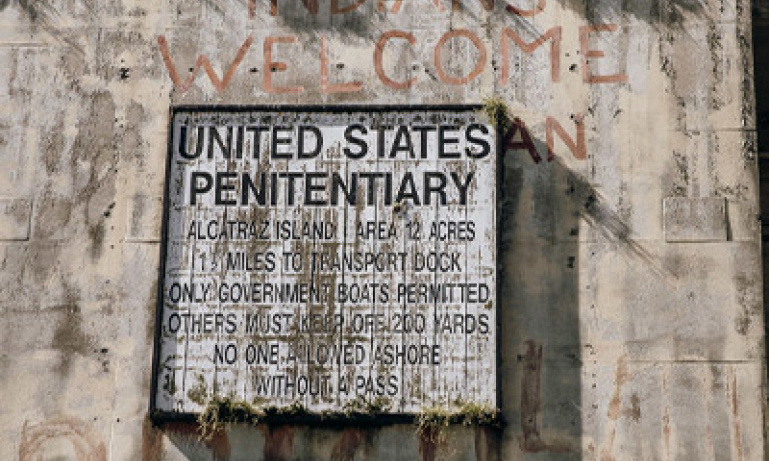 INDIANS
WELCOME
UNITED STATES
PENITENTIARY
ALCATRAZ ISLAND AREA 12 ACRES
1½ MILES TO TRANSPORT DOCK
ONLY GOVERNMENT BOATS PERMITTED
OTHERS MUST KEEP OFF 200 YARDS
NO ONE ALLOWED ASHORE
WITHOUT A PASS